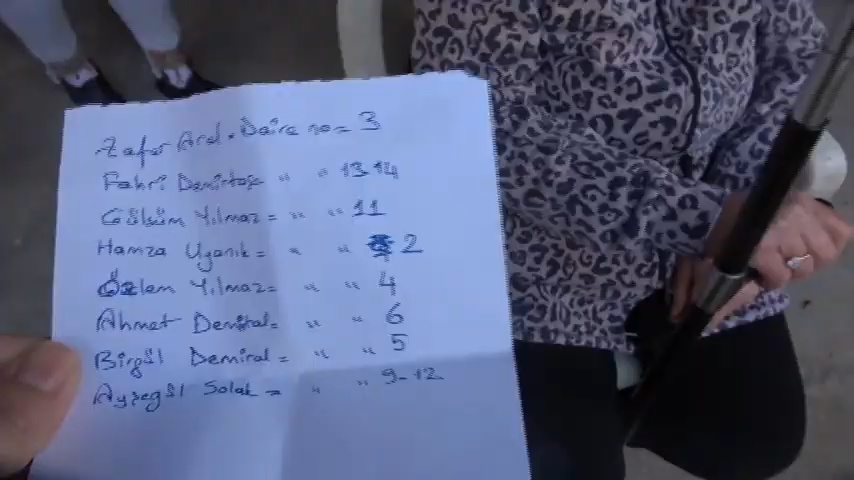 Zafer Aral. Daire no = 3
Fahri Demirtaş " " 13 14
Gülsüm Yılmaz = " " 11
Hamza Uyanık = " " 2
Özlem Yılmaz = " " 4
Ahmet Demiral = " " 6
Birgül Demiral = " " 5
Ayşegül Solak = " " 9-12